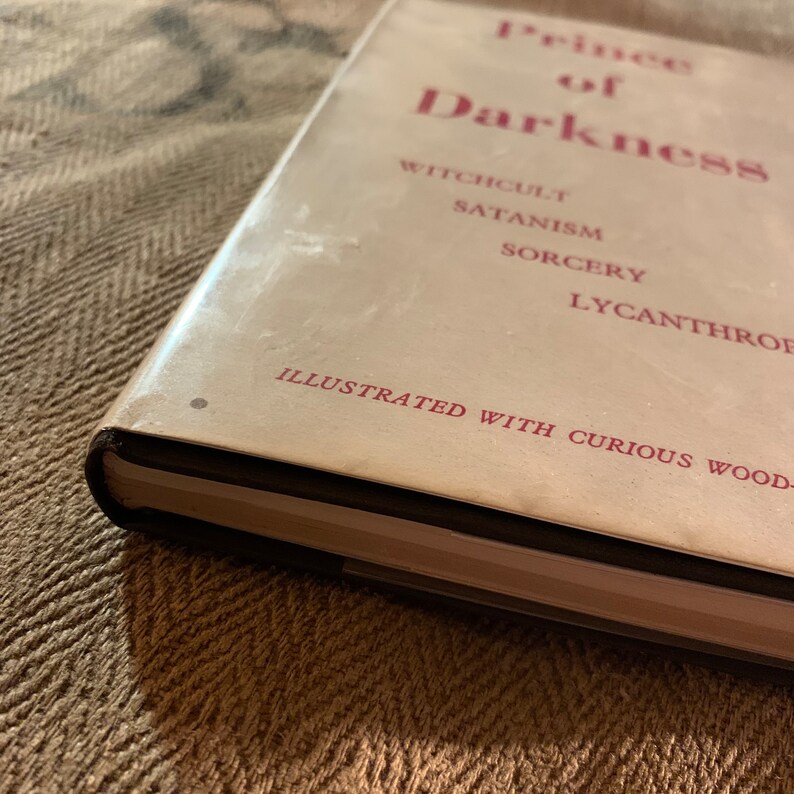 Prince
of
Darkness
WITCHCULT
SATANISM
SORCERY
LYCANTHROP
ILLUSTRATED WITH CURIOUS WOOD-